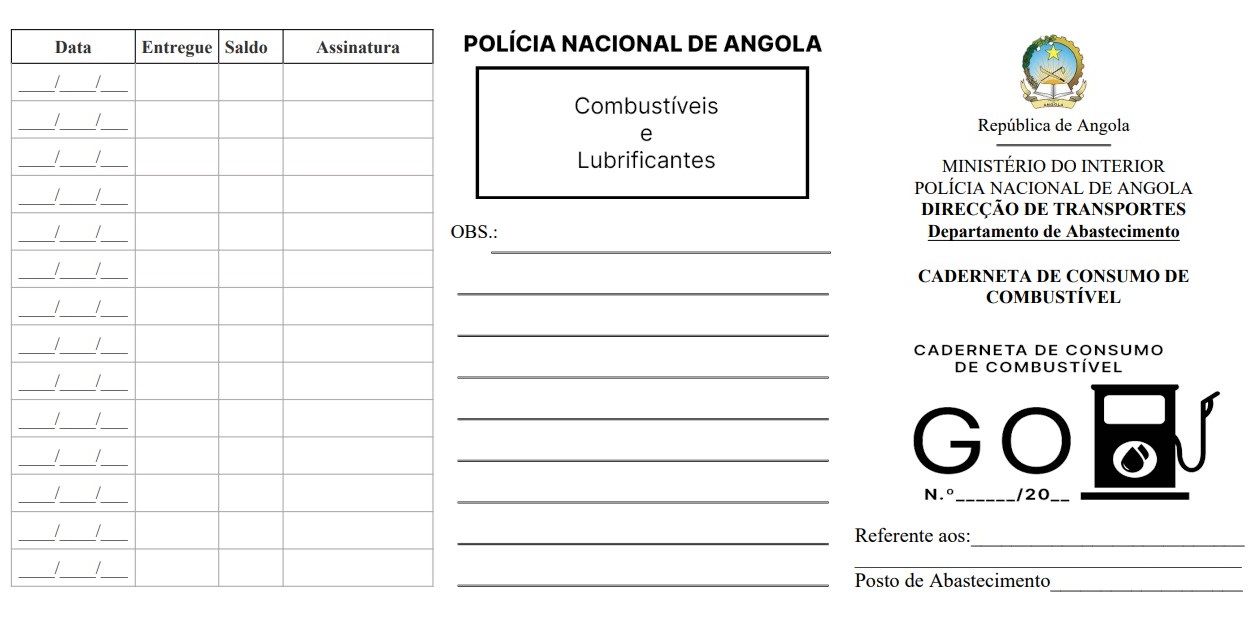 Data Entregue Saldo Assinatura
____/____/___
____/____/___
____/____/___
____/____/___
____/____/___
____/____/___
____/____/___
____/____/___
____/____/___
____/____/___
____/____/___
____/____/___
____/____/___
____/____/___
POLÍCIA NACIONAL DE ANGOLA
Combustíveis
e
Lubrificantes
OBS.:
ANGOLA
República de Angola
MINISTÉRIO DO INTERIOR
POLÍCIA NACIONAL DE ANGOLA
DIRECÇÃO DE TRANSPORTES
Departamento de Abastecimento
CADERNETA DE CONSUMO DE
COMBUSTÍVEL
CADERNETA DE CONSUMO
DE COMBUSTÍVEL
GO
N.º______/20__
Referente aos:
Posto de Abastecimento